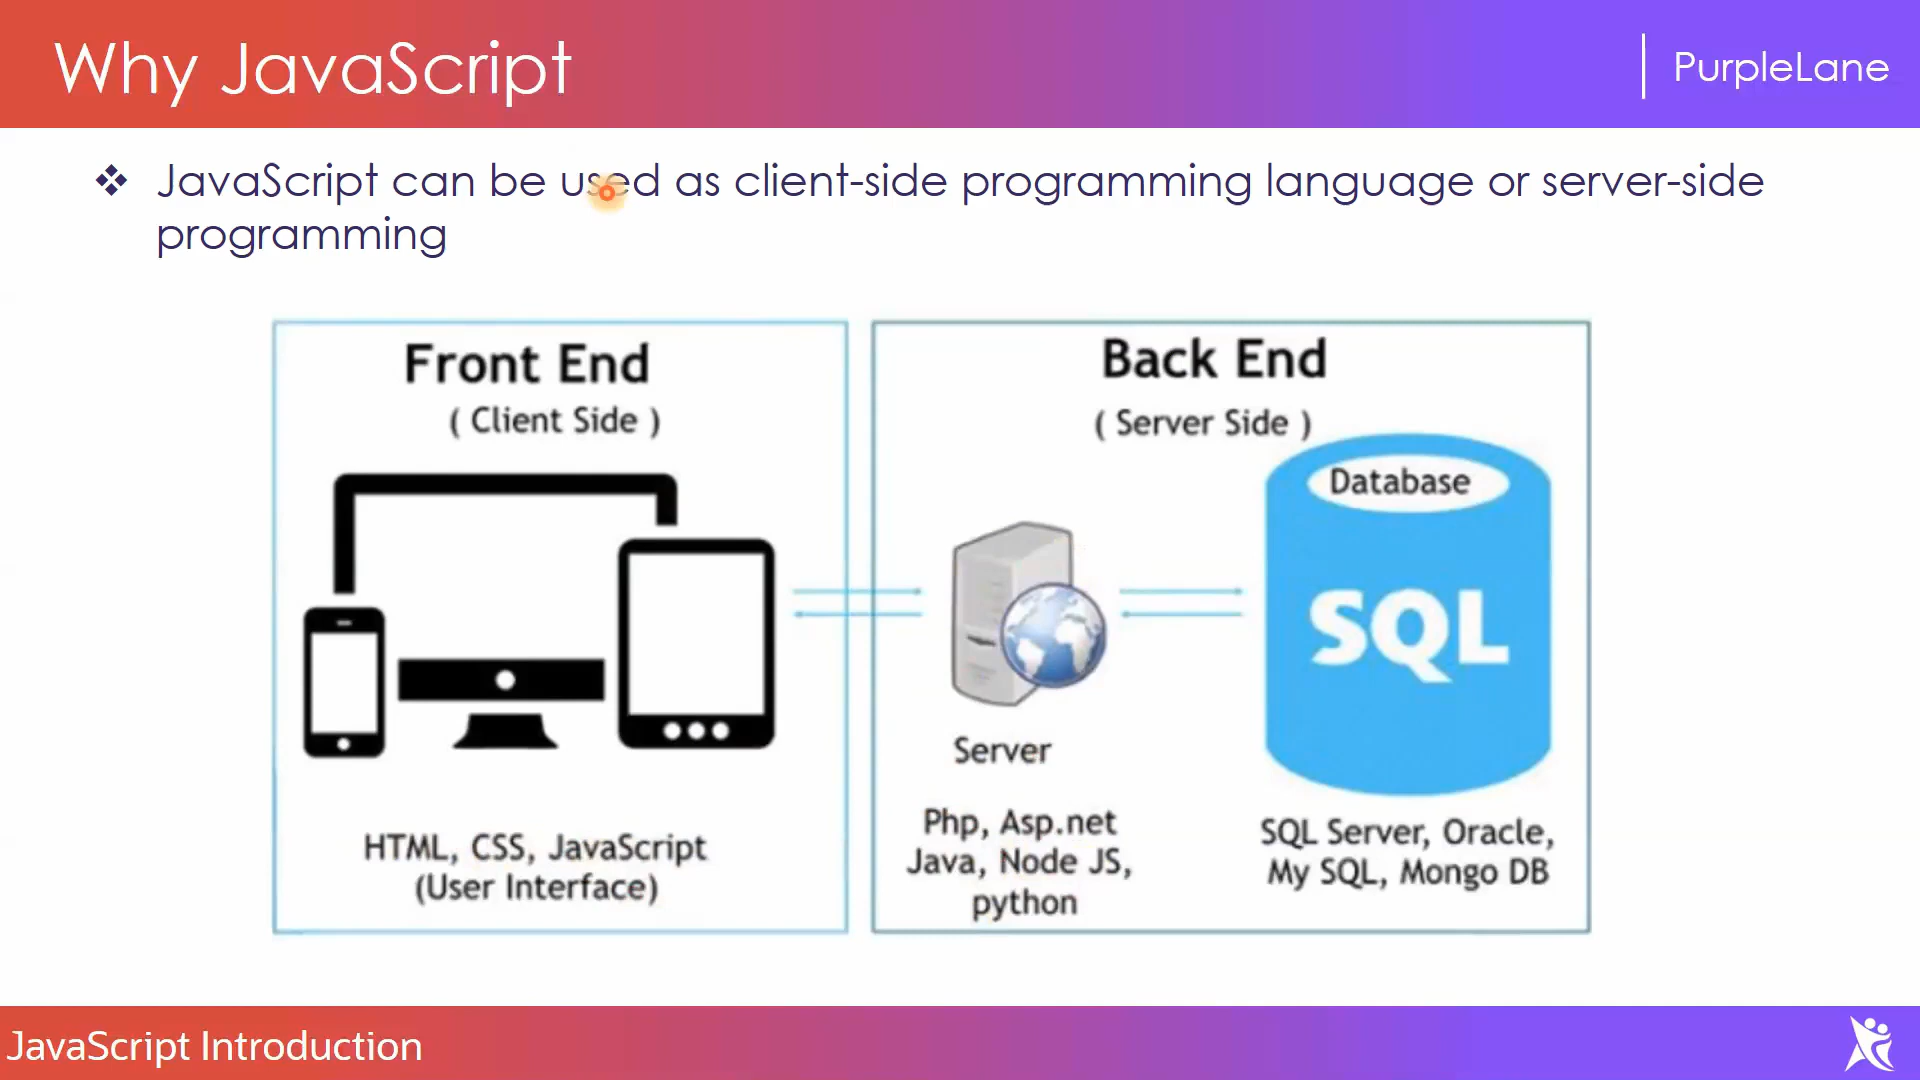 Why JavaScript
PurpleLane
JavaScript can be used as client-side programming language or server-side
programming
Front End
( Client Side )
HTML, CSS, JavaScript
(User Interface)
Back End
( Server Side )
Database
SQL
Server
Php, Asp.net
Java, Node JS,
python
SQL Server, Oracle,
My SQL, Mongo DB
JavaScript Introduction